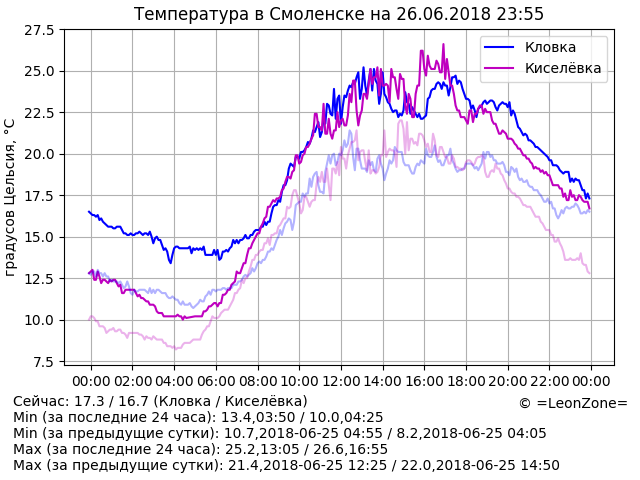 Температура в Смоленске на 26.06.2018 23:55
27.5
25.0
22.5
20.0
17.5
15.0
12.5
10.0
7.5
градусов Цельсия, °C
Кловка
Киселёвка
00:00 02:00 04:00 06:00 08:00 10:00 12:00 14:00 16:00 18:00 20:00 22:00 00:00
Сейчас: 17.3 / 16.7 (Кловка / Киселёвка)
© =LeonZone=
Min (за последние 24 часа): 13.4,03:50 / 10.0,04:25
Min (за предыдущие сутки): 10.7,2018-06-25 04:55 / 8.2,2018-06-25 04:05
Max (за последние 24 часа): 25.2,13:05 / 26.6,16:55
Max (за предыдущие сутки): 21.4,2018-06-25 12:25 / 22.0,2018-06-25 14:50